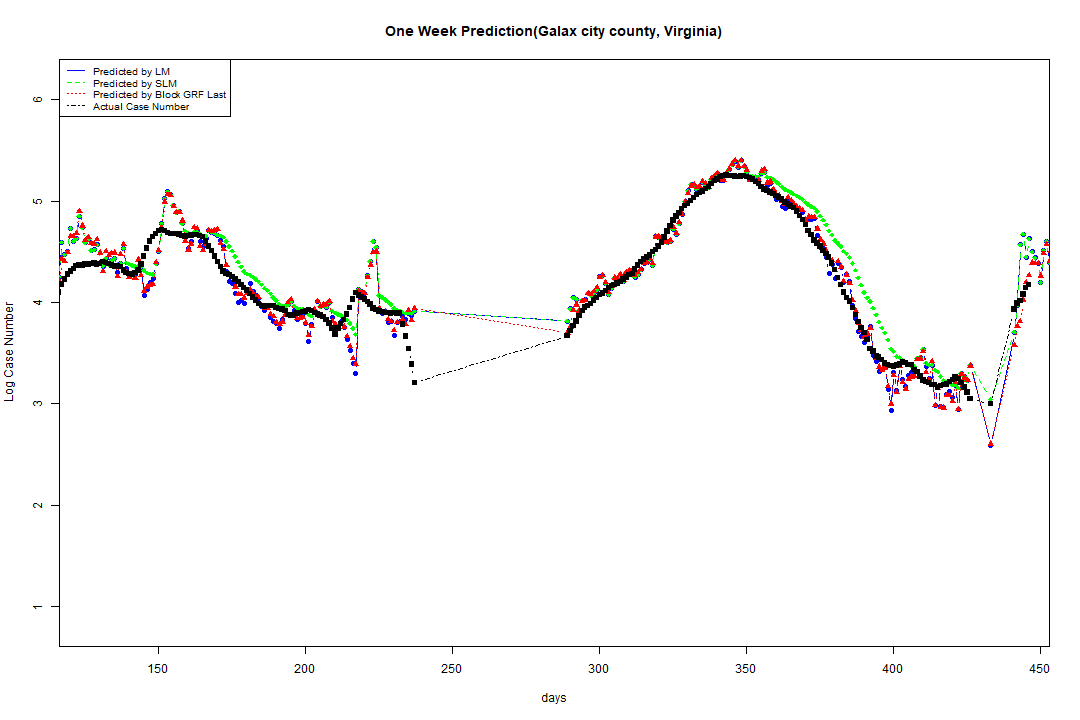 One Week Prediction(Galax city county, Virginia)
Predicted by LM
Predicted by SLM
Predicted by Block GRF Last
Actual Case Number
6
5
4
3
2
1
Log Case Number
150 200 250 300 350 400 450
days